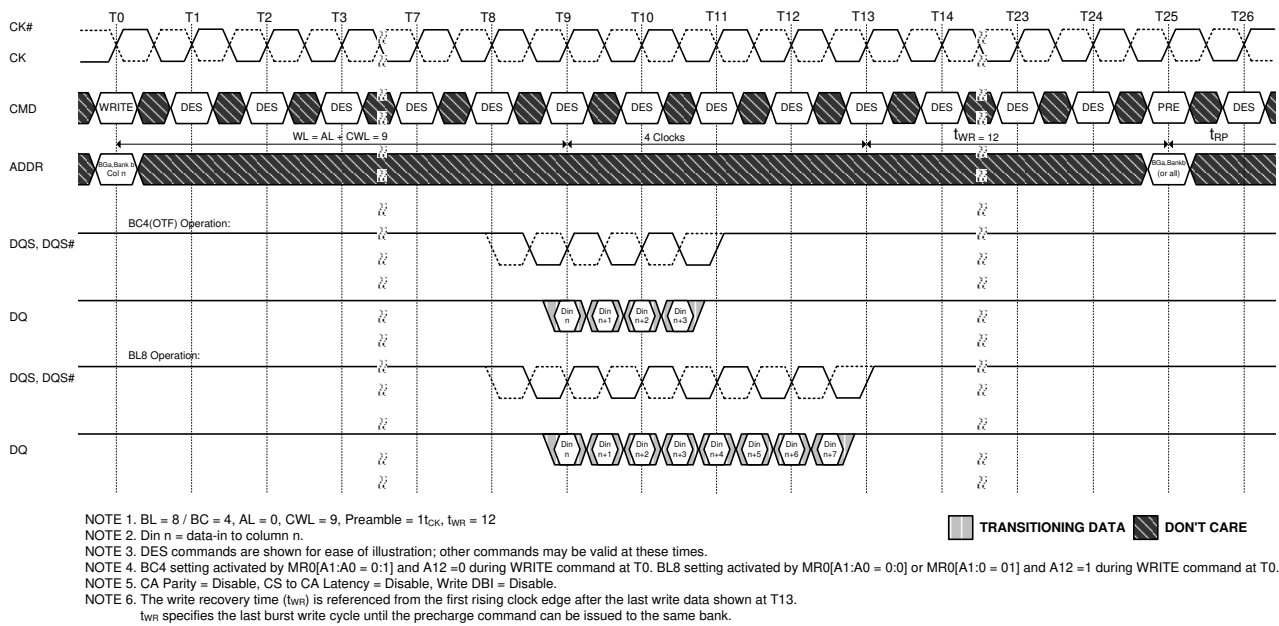 T0 T1 T2 T3 T7 T8 T9 T10 T11 T12 T13 T14 T23 T24 T25 T26
CK#
CK
CMD
WRITE DES DES DES DES DES DES DES DES DES DES DES DES DES PRE DES
WL = AL + CWL = 9
4 Clocks
tWR = 12
tRP
ADDR
BGa,Bank b
Col n
BGa,Bankb
(or all)
BC4(OTF) Operation:
DQS, DQS#
DQ
Din n
Din n+1
Din n+2
Din n+3
BL8 Operation:
DQS, DQS#
DQ
Din n
Din n+1
Din n+2
Din n+3
Din n+4
Din n+5
Din n+6
Din n+7
NOTE 1. BL = 8 / BC = 4, AL = 0, CWL = 9, Preamble = 1tCK, tWR = 12
TRANSITIONING DATA
DON'T CARE
NOTE 2. Din n = data-in to column n.
NOTE 3. DES commands are shown for ease of illustration; other commands may be valid at these times.
NOTE 4. BC4 setting activated by MR0[A1:A0 = 0:1] and A12 =0 during WRITE command at T0. BL8 setting activated by MR0[A1:A0 = 0:0] or MR0[A1:0 = 01] and A12 =1 during WRITE command at T0.
NOTE 5. CA Parity = Disable, CS to CA Latency = Disable, Write DBI = Disable.
NOTE 6. The write recovery time (tWR) is referenced from the first rising clock edge after the last write data shown at T13.
tWR specifies the last burst write cycle until the precharge command can be issued to the same bank.